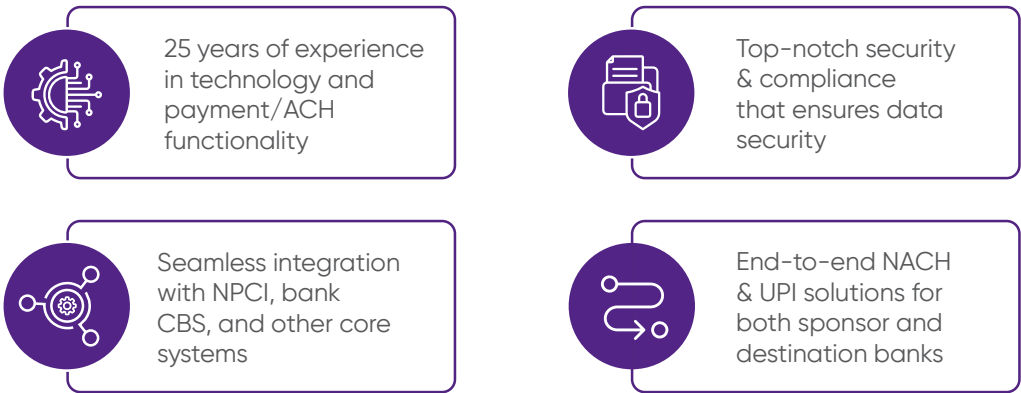 25 years of experience
in technology and
payment/ACH
functionality
Top-notch security
& compliance
that ensures data
security
Seamless integration
with NPCI, bank
CBS, and other core
systems
End-to-end NACH
& UPI solutions for
both sponsor and
destination banks